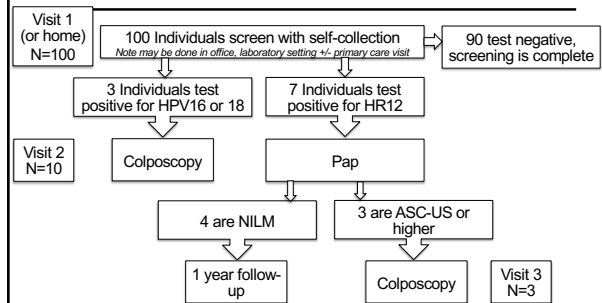 Visit 1
(or home)
N=100
100 Individuals screen with self-collection
Note may be done in office, laboratory setting +/- primary care visit
90 test negative,
screening is complete
3 Individuals test
positive for HPV16 or 18
7 Individuals test
positive for HR12
Visit 2
N=10
Colposcopy
Pap
4 are NILM
3 are ASC-US or
higher
1 year follow-
up
Colposcopy
Visit 3
N=3